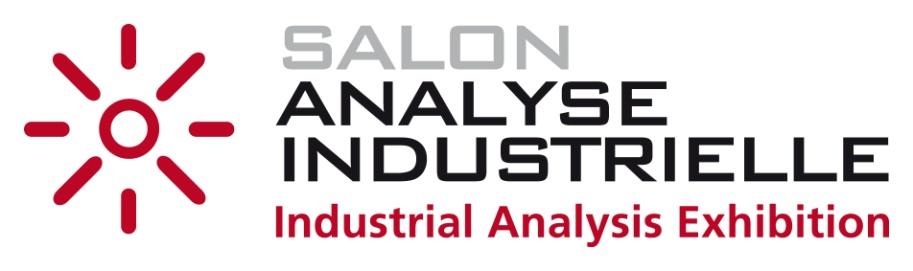 SALON
ANALYSE
INDUSTRIELLE
Industrial Analysis Exhibition